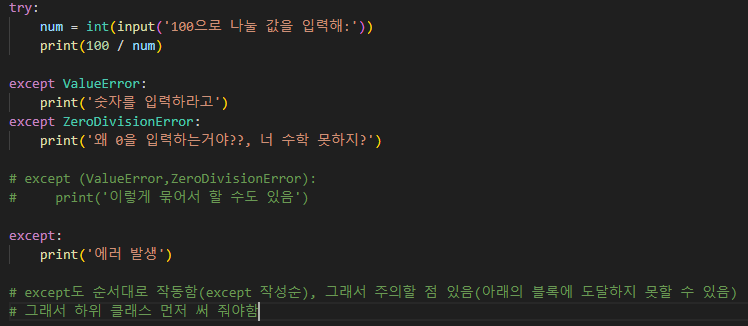 try:
    num = int(input('100으로 나눌 값을 입력해:'))
    print(100 / num)
except ValueError:
    print('숫자를 입력하라고')
except ZeroDivisionError:
    print('왜 0을 입력하는거야??, 너 수학 못하지?')
# except (ValueError,ZeroDivisionError):
#     print('이렇게 묶어서 할 수도 있음')
except:
    print('에러 발생')
# except도 순서대로 작동함(except 작성순), 그래서 주의할 점 있음(아래의 블록에 도달하지 못할 수 있음)
# 그래서 하위 클래스 먼저 써 줘야함